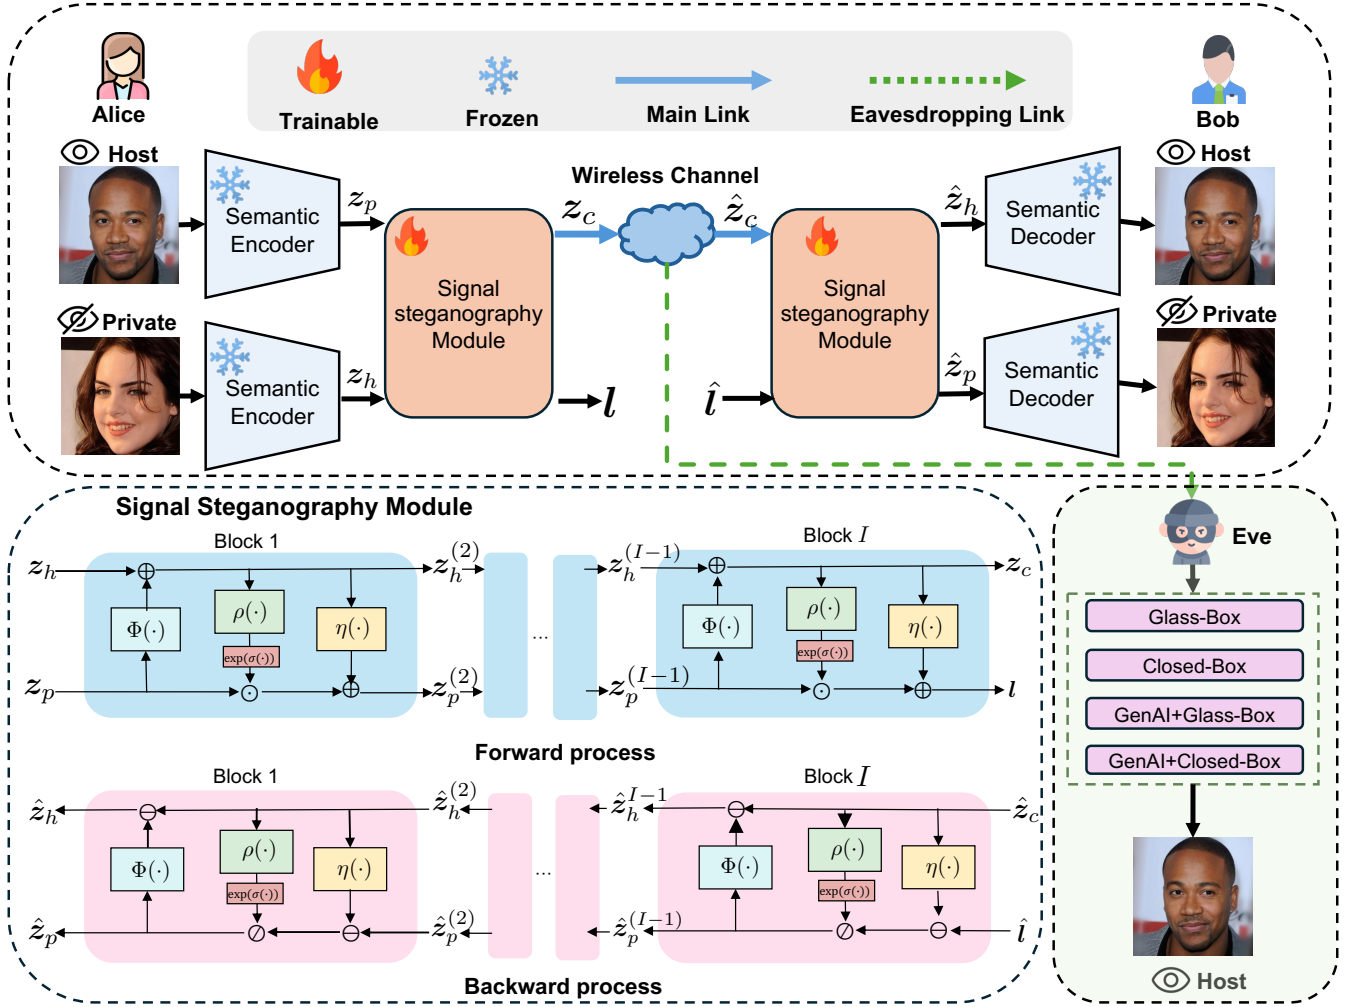 Alice
Trainable
Frozen
Main Link
Eavesdropping Link
Bob
Host
Semantic
Encoder
z_p
Wireless Channel
z_c
ẑ_c
Signal
steganography
Module
Signal
steganography
Module
ẑ_h
Semantic
Decoder
Host
Private
Semantic
Encoder
z_h
l
l̂
ẑ_p
Semantic
Decoder
Private
Signal Steganography Module
Block 1
Block I
z_h
⊕
z_h^{(2)}
z_h^{(I−1)}
⊕
z_c
Φ(·)
ρ(·)
exp(σ(·))
η(·)
...
Φ(·)
ρ(·)
exp(σ(·))
η(·)
z_p
⊙
⊕
z_p^{(2)}
z_p^{(I−1)}
⊙
⊕
l
Forward process
Block 1
Block I
ẑ_h
⊖
ẑ_h^{(2)}
ẑ_h^{I−1}
⊖
ẑ_c
Φ(·)
ρ(·)
exp(σ(·))
η(·)
...
Φ(·)
ρ(·)
exp(σ(·))
η(·)
ẑ_p
⊘
⊖
ẑ_p^{(2)}
ẑ_p^{(I−1)}
⊘
⊖
l̂
Backward process
Eve
Glass-Box
Closed-Box
GenAI+Glass-Box
GenAI+Closed-Box
Host